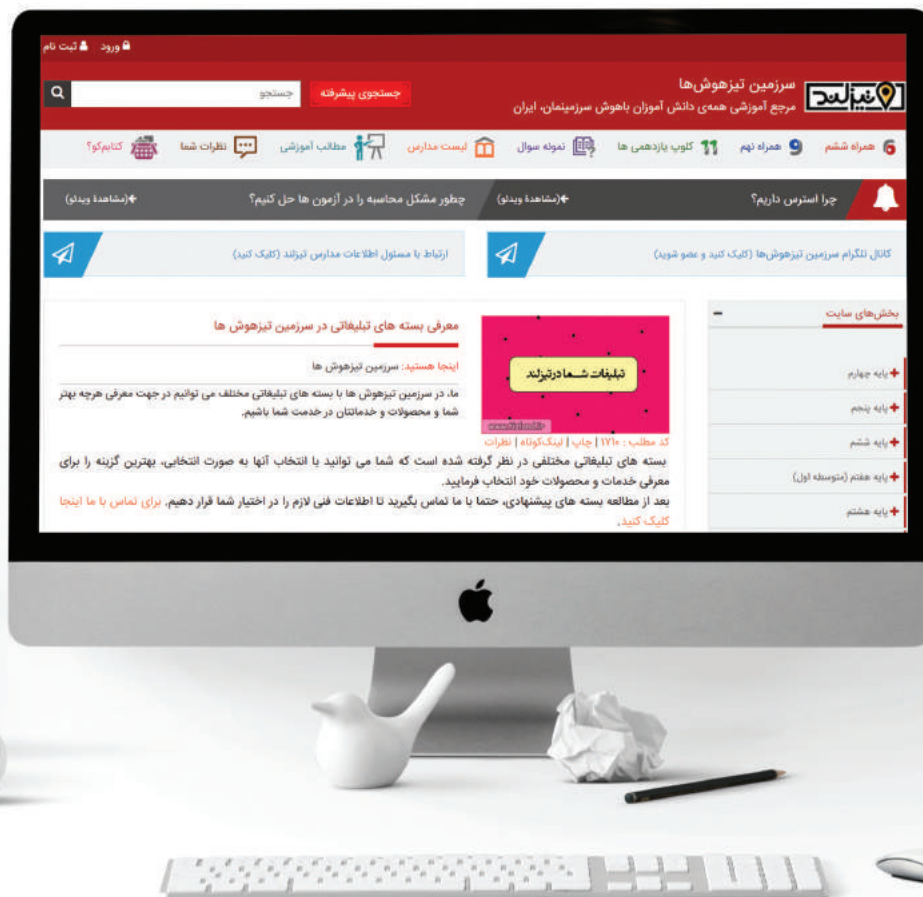 ورود ثبت نام
تیزلند
سرزمین تیزهوش‌ها
مرجع آموزشی همه‌ی دانش آموزان باهوش سرزمینمان، ایران
جستجوی پیشرفته جستجو
6 همراه ششم 9 همراه نهم 11 کلوپ یازدهمی ها نمونه سوال لیست مدارس مطالب آموزشی نظرات شما کتابم‌کو؟
چرا استرس داریم؟ (مشاهدهٔ ویدئو) چطور مشکل محاسبه را در آزمون ها حل کنیم؟ (مشاهدهٔ ویدئو)
کانال تلگرام سرزمین تیزهوش‌ها (کلیک کنید و عضو شوید) ارتباط با مسئول اطلاعات مدارس تیزلند (کلیک کنید)
بخش‌های سایت
پایه چهارم
پایه پنجم
پایه ششم
پایه هفتم (متوسطه اول)
پایه هشتم
تبلیغات شما در تیزلند
معرفی بسته های تبلیغاتی در سرزمین تیزهوش ها
اینجا هستید: سرزمین تیزهوش ها
ما، در سرزمین تیزهوش ها با بسته های تبلیغاتی مختلف می توانیم در جهت معرفی هرچه بهتر
شما و محصولات و خدماتتان در خدمت شما باشیم.
کد مطلب : ۱۷۱۰ | چاپ | لینک‌کوتاه | نظرات
بسته های تبلیغاتی مختلفی در نظر گرفته شده است که شما می توانید با انتخاب آنها به صورت انتخابی، بهترین گزینه را برای
معرفی خدمات و محصولات خود انتخاب فرمایید.
بعد از مطالعه بسته های پیشنهادی، حتما با ما تماس بگیرید تا اطلاعات فنی لازم را در اختیار شما قرار دهیم. برای تماس با ما اینجا
کلیک کنید.